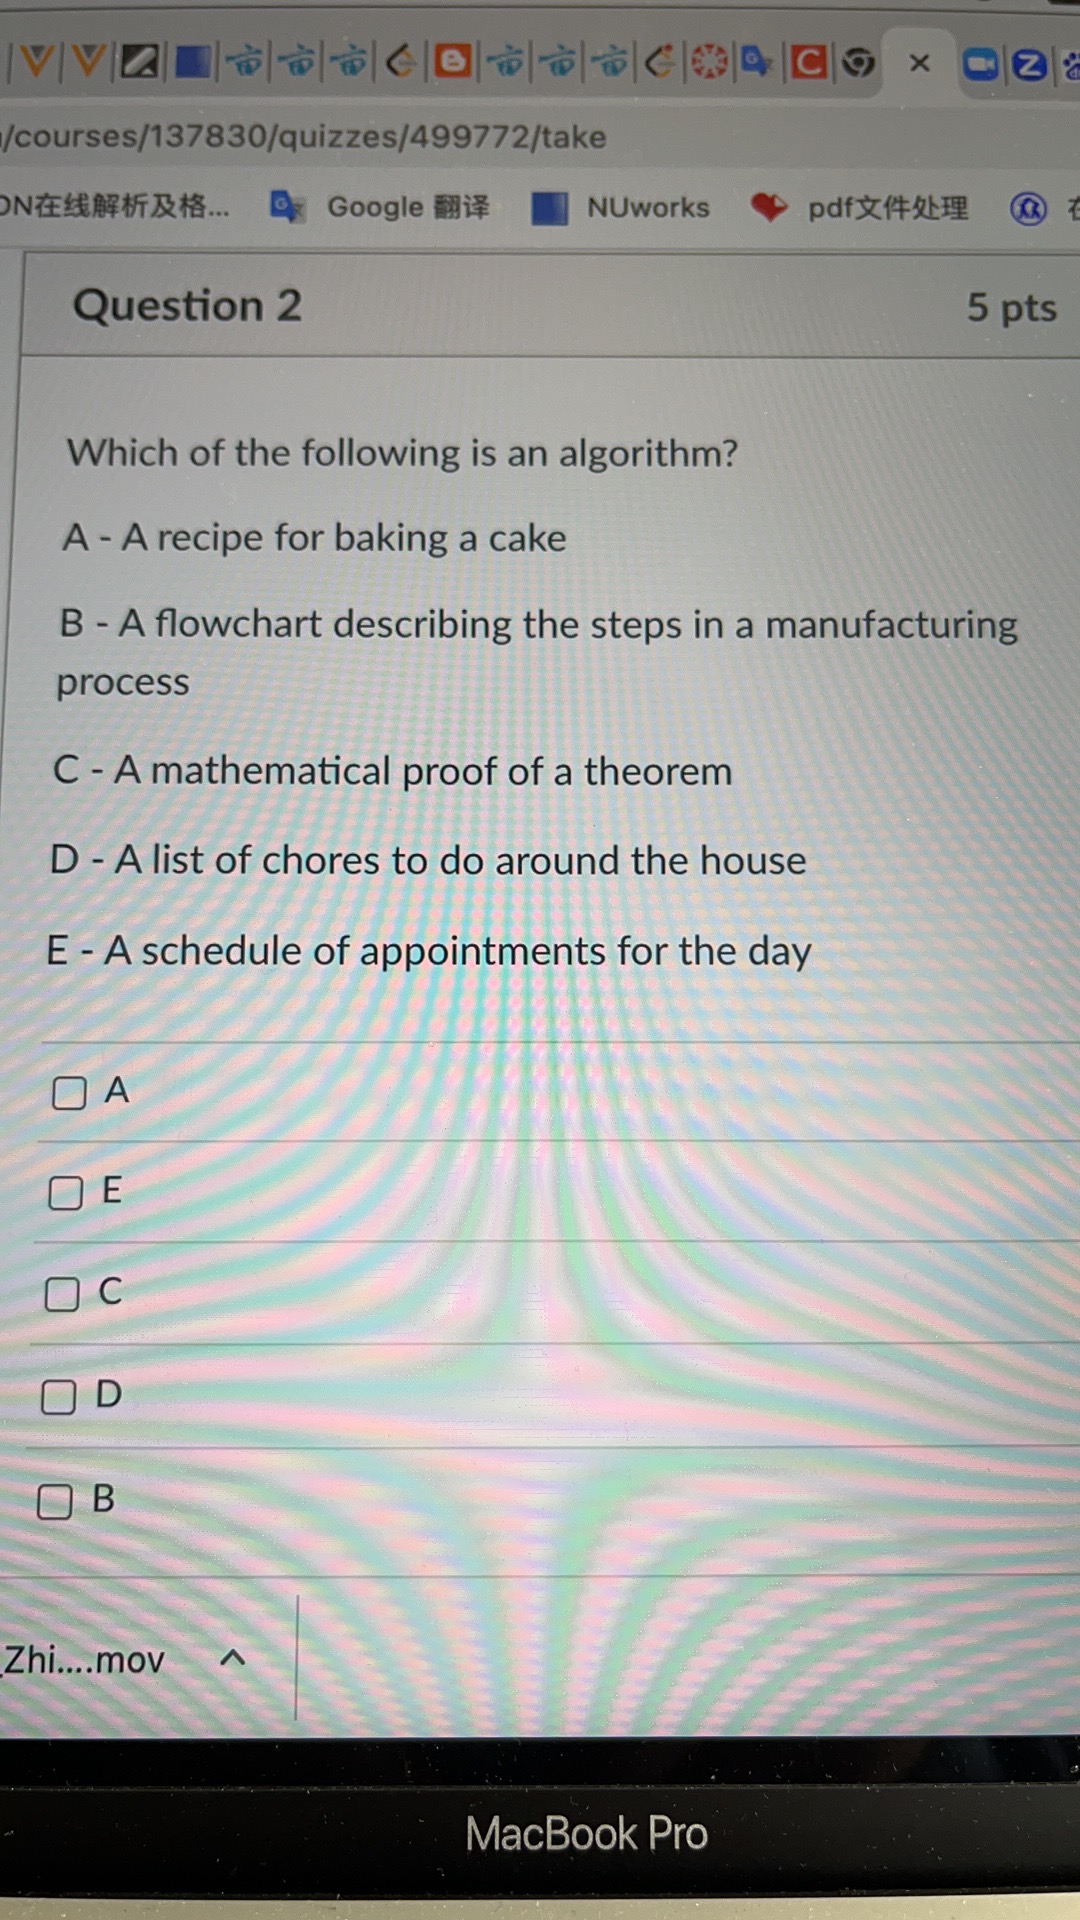 /courses/137830/quizzes/499772/take
ON在线解析及格... Google 翻译 NUworks pdf文件处理
Question 2 5 pts
Which of the following is an algorithm?
A - A recipe for baking a cake
B - A flowchart describing the steps in a manufacturing
process
C - A mathematical proof of a theorem
D - A list of chores to do around the house
E - A schedule of appointments for the day
A
E
C
D
B
_Zhi....mov
MacBook Pro